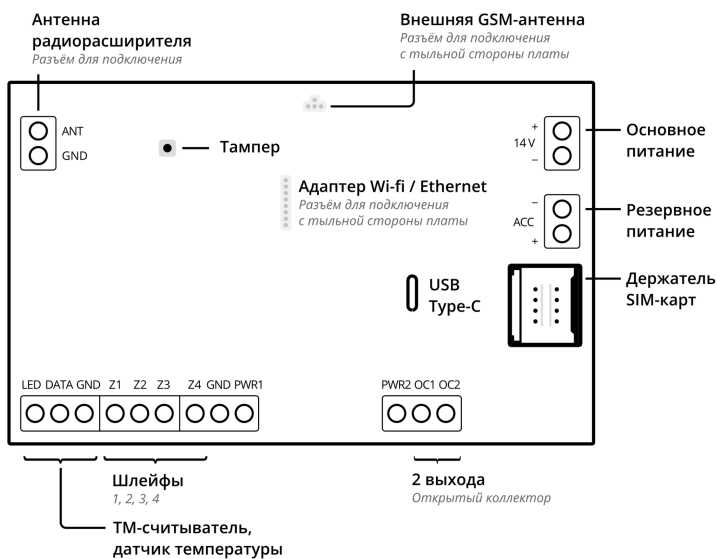 Антенна
радиорасширителя
Разъём для подключения
Внешняя GSM-антенна
Разъём для подключения
с тыльной стороны платы
ANT
GND
Тампер
+
14 V
−
Основное
питание
Адаптер Wi-fi / Ethernet
Разъём для подключения
с тыльной стороны платы
−
ACC
+
Резервное
питание
USB
Type-C
Держатель
SIM-карт
LED DATA GND Z1 Z2 Z3 Z4 GND PWR1
PWR2 OC1 OC2
Шлейфы
1, 2, 3, 4
2 выхода
Открытый коллектор
ТМ-считыватель,
датчик температуры